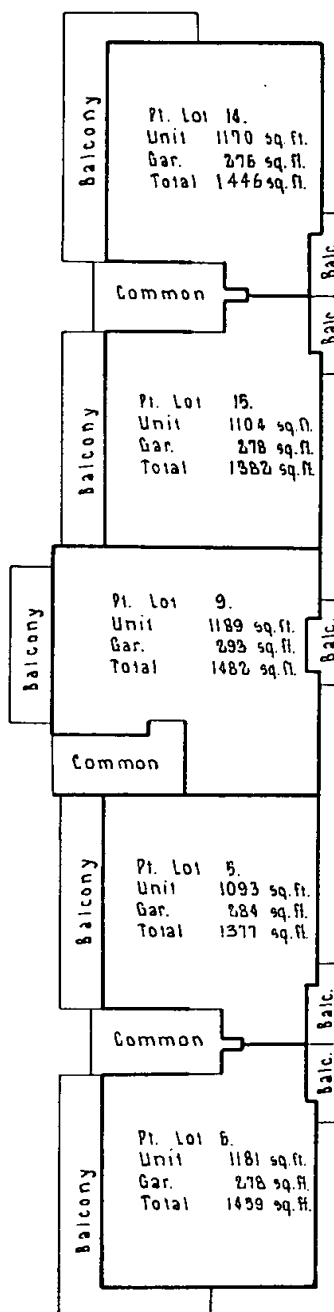 Balcony
Pt. Lot 14.
Unit 1170 sq.ft.
Gar. 276 sq.ft.
Total 1446 sq.ft.
Balc.
Common
Balc.
Balcony
Pt. Lot 15.
Unit 1104 sq.ft.
Gar. 278 sq.ft.
Total 1382 sq.ft.
Balcony
Pt. Lot 9.
Unit 1189 sq.ft.
Gar. 293 sq.ft.
Total 1482 sq.ft.
Balc.
Common
Balcony
Pt. Lot 5.
Unit 1093 sq.ft.
Gar. 284 sq.ft.
Total 1377 sq.ft.
Balc.
Common
Balc.
Balcony
Pt. Lot 6.
Unit 1181 sq.ft.
Gar. 278 sq.ft.
Total 1459 sq.ft.